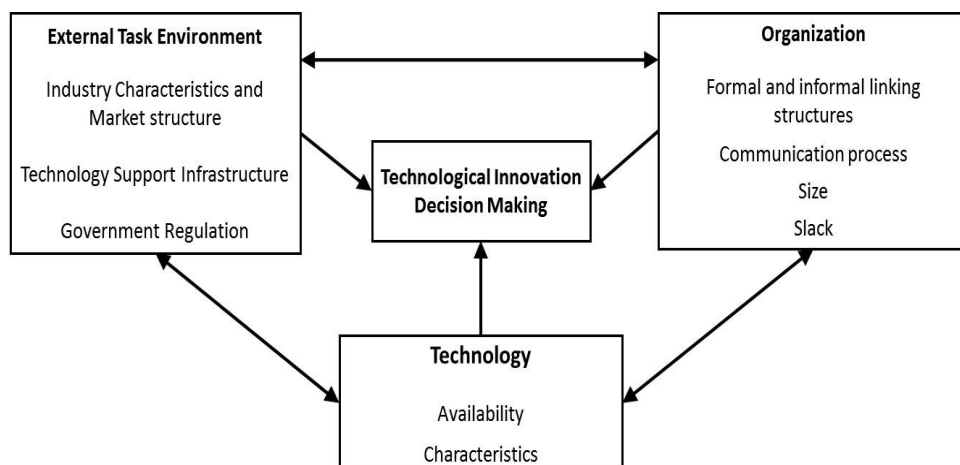 External Task Environment
Industry Characteristics and
Market structure
Technology Support Infrastructure
Government Regulation
Organization
Formal and informal linking
structures
Communication process
Size
Slack
Technological Innovation
Decision Making
Technology
Availability
Characteristics